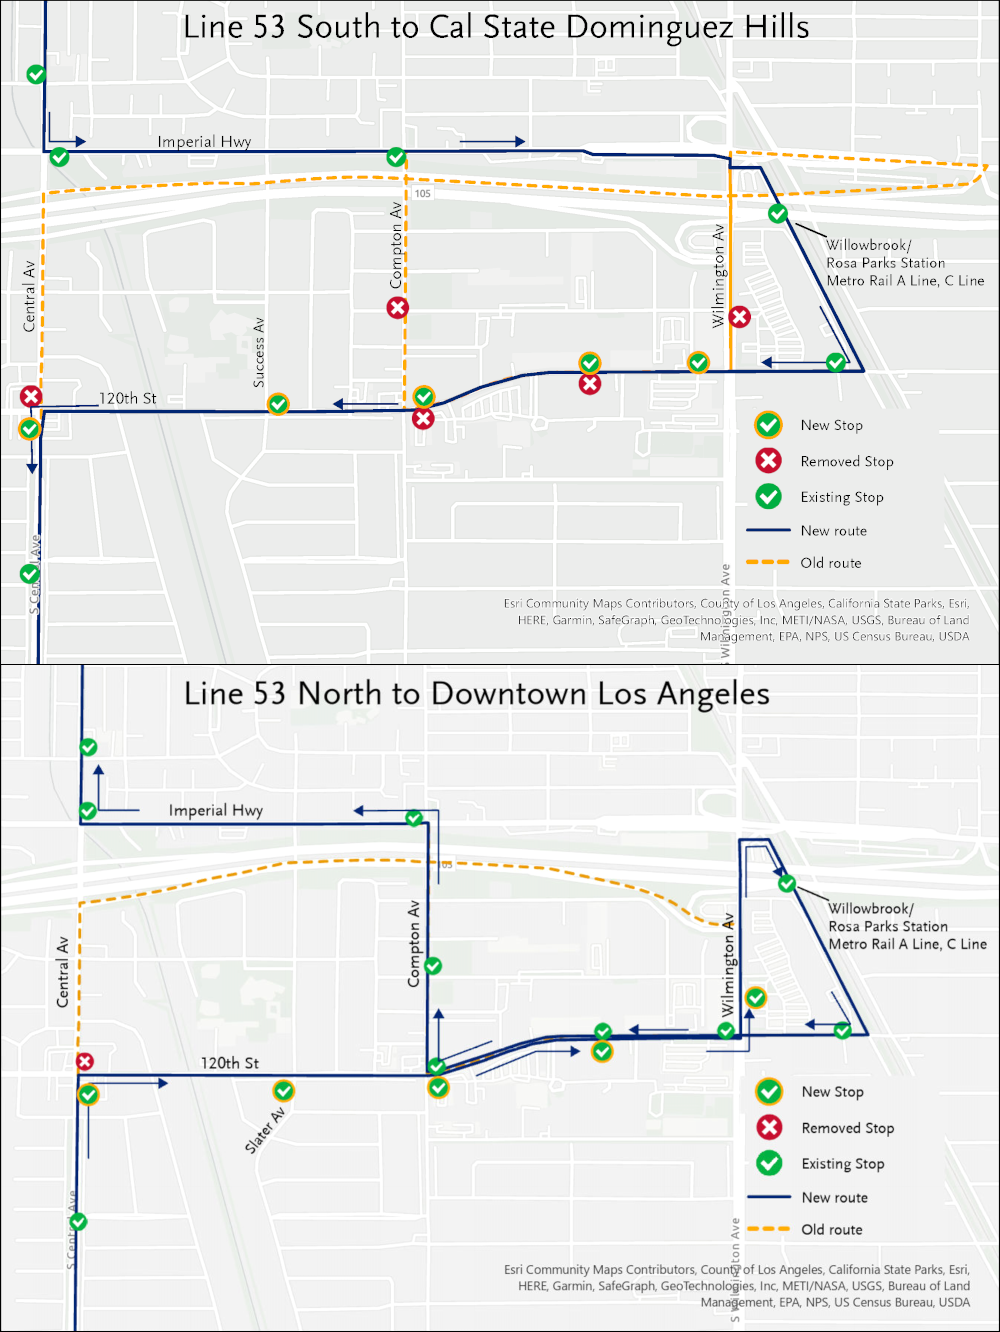 Line 53 South to Cal State Dominguez Hills
Imperial Hwy
105
Compton Av
Wilmington Av
Willowbrook/
Rosa Parks Station
Metro Rail A Line, C Line
Central Av
Success Av
120th St
New Stop
Removed Stop
Existing Stop
New route
Old route
S Central Ave
S Wilmington Ave
Esri Community Maps Contributors, County of Los Angeles, California State Parks, Esri,
HERE, Garmin, SafeGraph, GeoTechnologies, Inc, METI/NASA, USGS, Bureau of Land
Management, EPA, NPS, US Census Bureau, USDA
Line 53 North to Downtown Los Angeles
Imperial Hwy
105
Compton Av
Wilmington Av
Willowbrook/
Rosa Parks Station
Metro Rail A Line, C Line
Central Av
120th St
Slater Av
New Stop
Removed Stop
Existing Stop
New route
Old route
S Central Ave
S Wilmington Ave
Esri Community Maps Contributors, County of Los Angeles, California State Parks, Esri,
HERE, Garmin, SafeGraph, GeoTechnologies, Inc, METI/NASA, USGS, Bureau of Land
Management, EPA, NPS, US Census Bureau, USDA